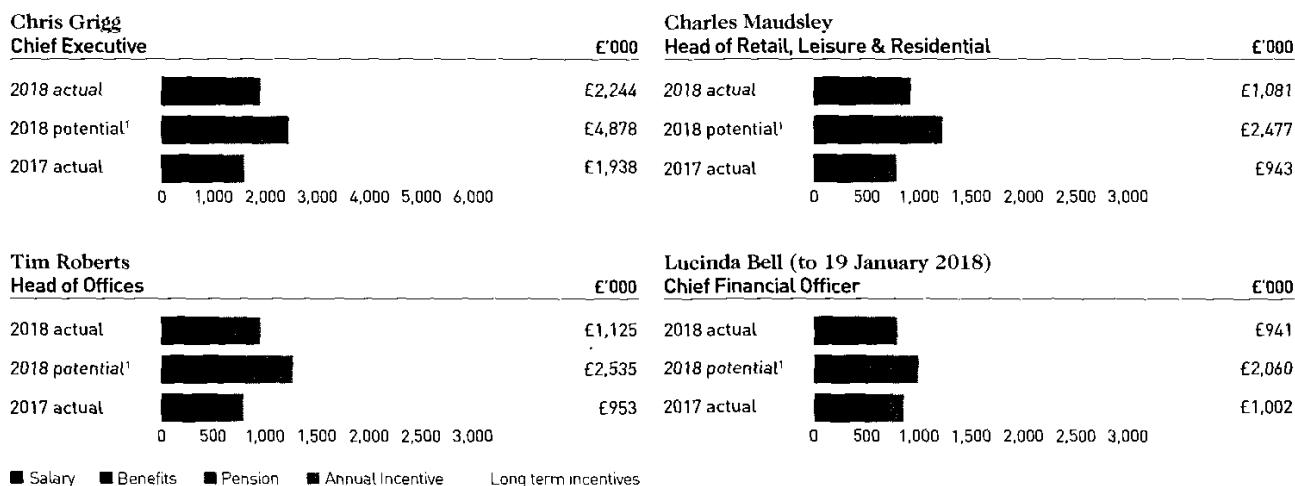 Chris Grigg
Chief Executive £'000
2018 actual £2,244
2018 potential¹ £4,878
2017 actual £1,938
0 1,000 2,000 3,000 4,000 5,000 6,000
Charles Maudsley
Head of Retail, Leisure & Residential £'000
2018 actual £1,081
2018 potential¹ £2,477
2017 actual £943
0 500 1,000 1,500 2,000 2,500 3,000
Tim Roberts
Head of Offices £'000
2018 actual £1,125
2018 potential¹ £2,535
2017 actual £953
0 500 1,000 1,500 2,000 2,500 3,000
Lucinda Bell (to 19 January 2018)
Chief Financial Officer £'000
2018 actual £941
2018 potential¹ £2,060
2017 actual £1,002
0 500 1,000 1,500 2,000 2,500 3,000
Salary Benefits Pension Annual Incentive Long term incentives